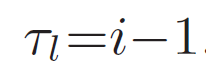 τ_l = i − 1.